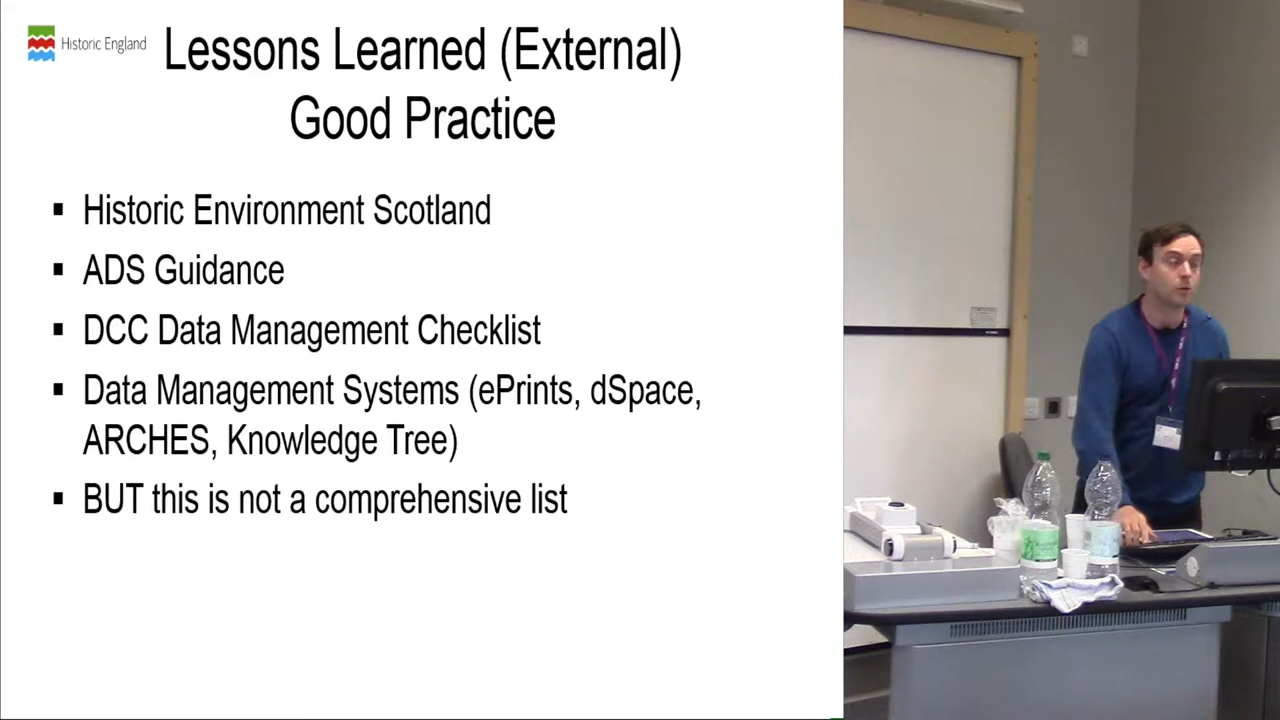 Historic England
Lessons Learned (External)
Good Practice
▪ Historic Environment Scotland
▪ ADS Guidance
▪ DCC Data Management Checklist
▪ Data Management Systems (ePrints, dSpace,
ARCHES, Knowledge Tree)
▪ BUT this is not a comprehensive list